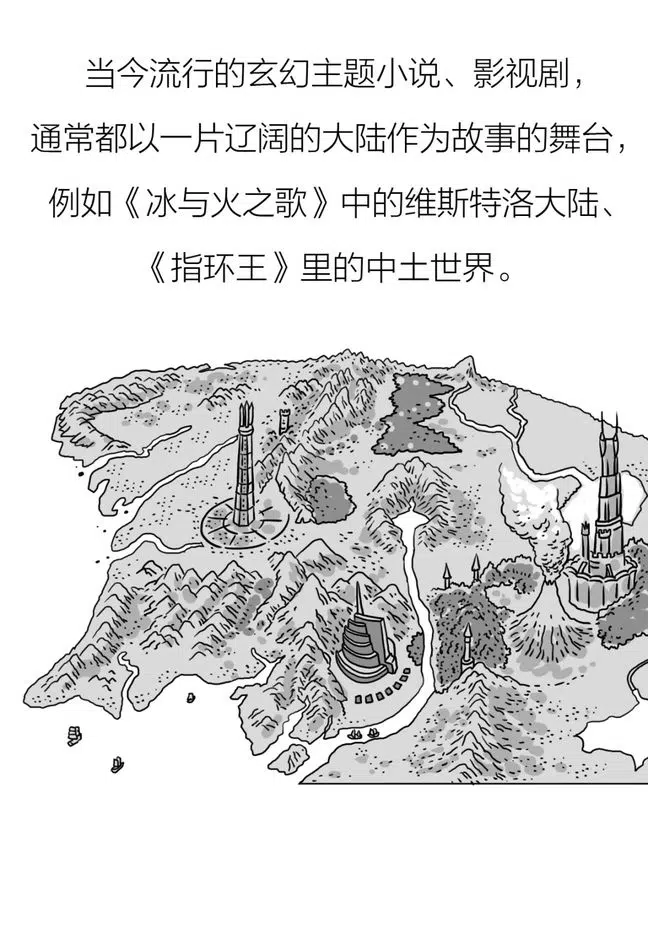 当今流行的玄幻主题小说、影视剧，
通常都以一片辽阔的大陆作为故事的舞台，
例如《冰与火之歌》中的维斯特洛大陆、
《指环王》里的中土世界。